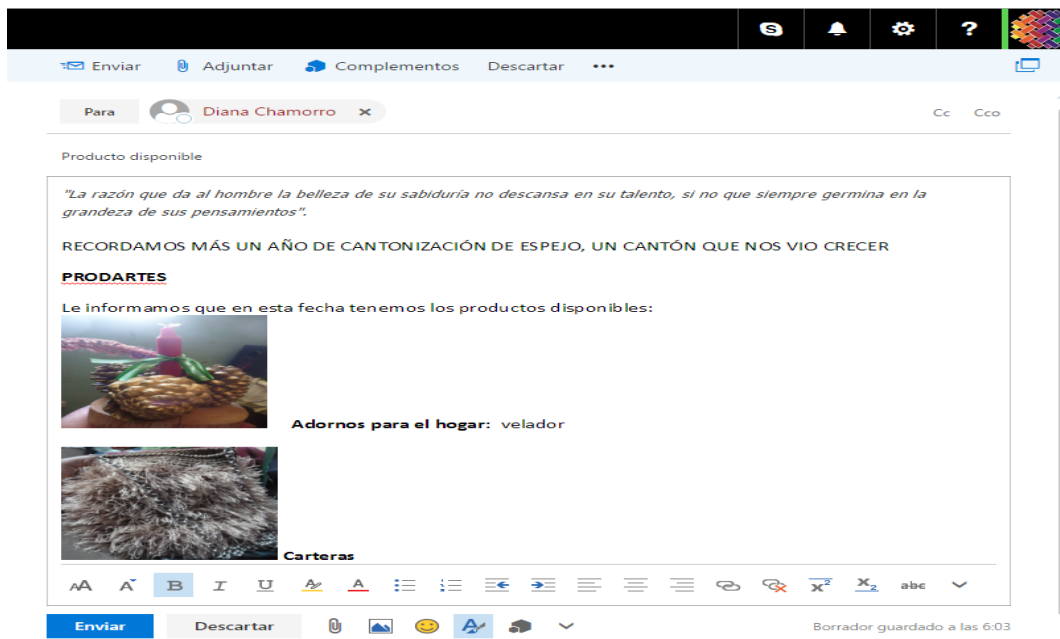 Enviar Adjuntar Complementos Descartar •••
Para Diana Chamorro × Cc Cco
Producto disponible
"La razón que da al hombre la belleza de su sabiduría no descansa en su talento, si no que siempre germina en la
grandeza de sus pensamientos".
RECORDAMOS MÁS UN AÑO DE CANTONIZACIÓN DE ESPEJO, UN CANTÓN QUE NOS VIO CRECER
PRODARTES
Le informamos que en esta fecha tenemos los productos disponibles:
Adornos para el hogar: velador
Carteras
AA A B I U A A x² x₂ abc
Enviar Descartar Borrador guardado a las 6:03